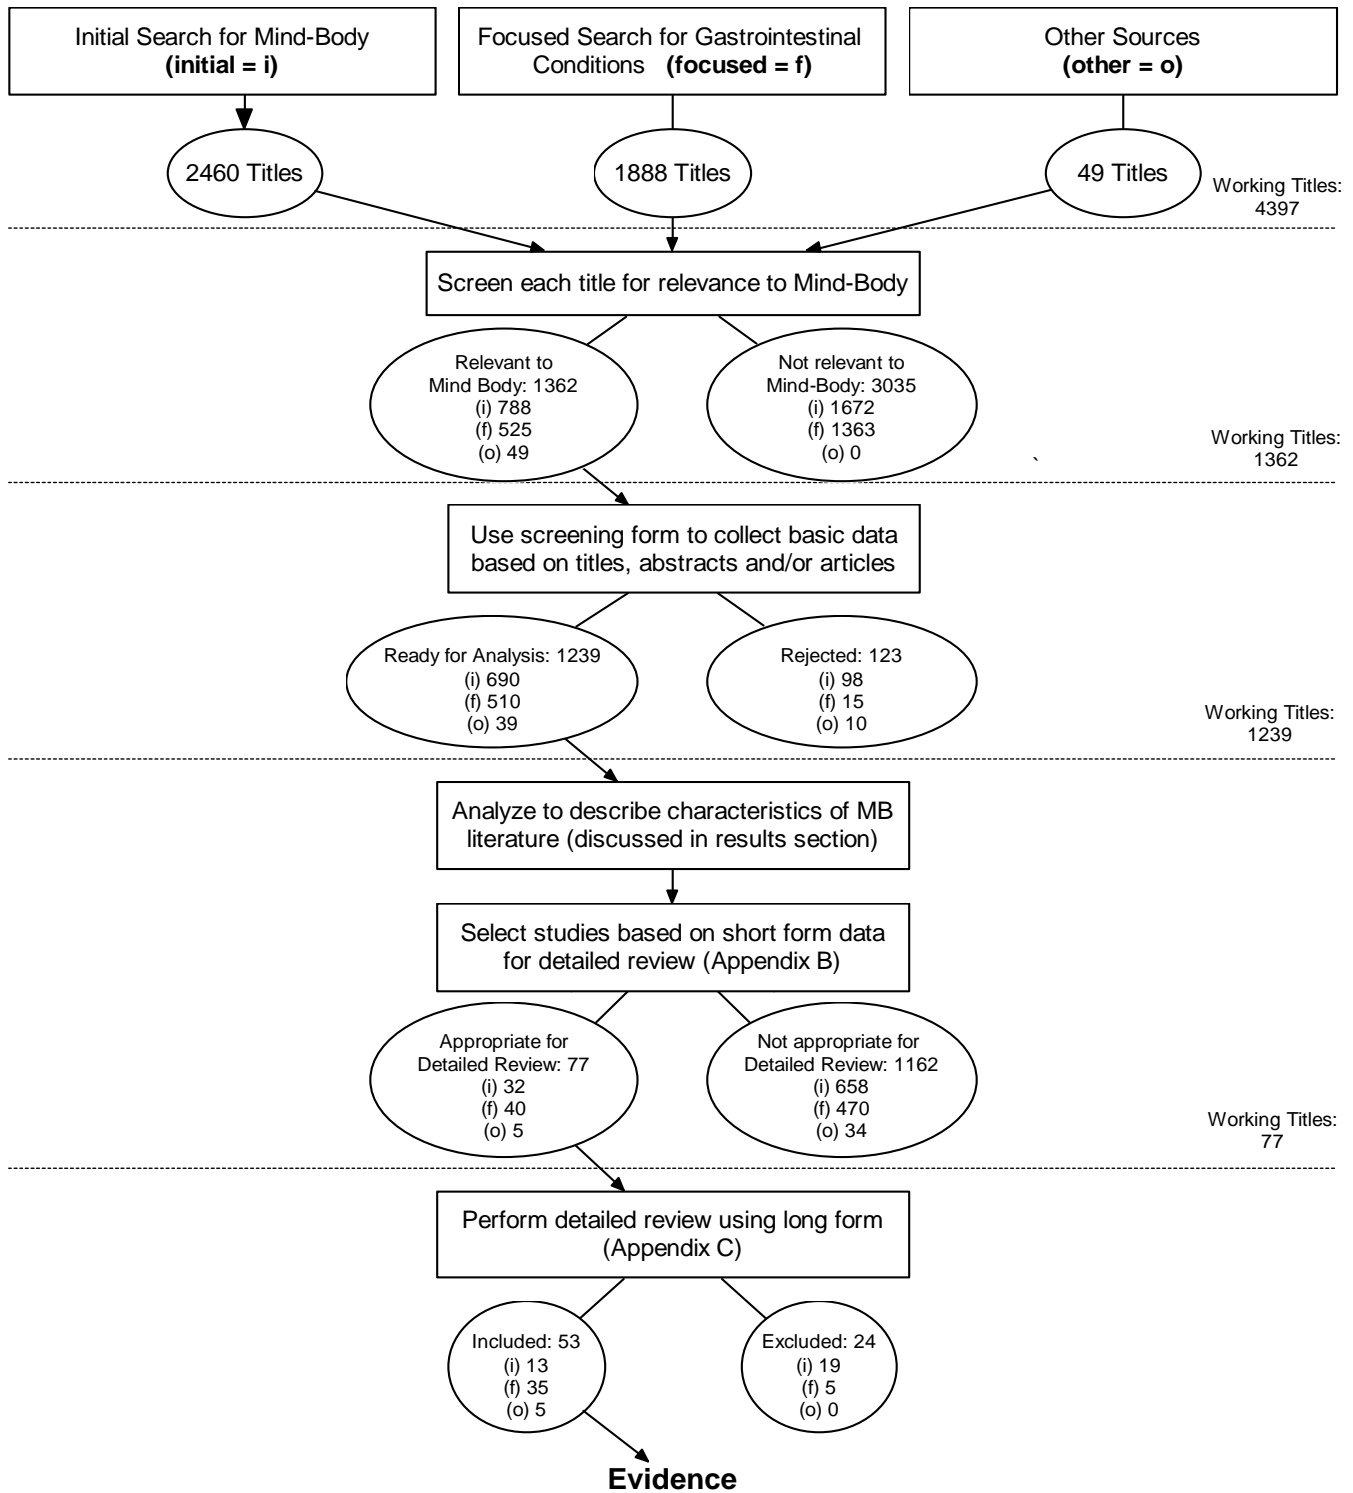 Initial Search for Mind-Body
(initial = i)
Focused Search for Gastrointestinal
Conditions (focused = f)
Other Sources
(other = o)
2460 Titles
1888 Titles
49 Titles
Working Titles:
4397
Screen each title for relevance to Mind-Body
Relevant to
Mind Body: 1362
(i) 788
(f) 525
(o) 49
Not relevant to
Mind-Body: 3035
(i) 1672
(f) 1363
(o) 0
`
Working Titles:
1362
Use screening form to collect basic data
based on titles, abstracts and/or articles
Ready for Analysis: 1239
(i) 690
(f) 510
(o) 39
Rejected: 123
(i) 98
(f) 15
(o) 10
Working Titles:
1239
Analyze to describe characteristics of MB
literature (discussed in results section)
Select studies based on short form data
for detailed review (Appendix B)
Appropriate for
Detailed Review: 77
(i) 32
(f) 40
(o) 5
Not appropriate for
Detailed Review: 1162
(i) 658
(f) 470
(o) 34
Working Titles:
77
Perform detailed review using long form
(Appendix C)
Included: 53
(i) 13
(f) 35
(o) 5
Excluded: 24
(i) 19
(f) 5
(o) 0
Evidence